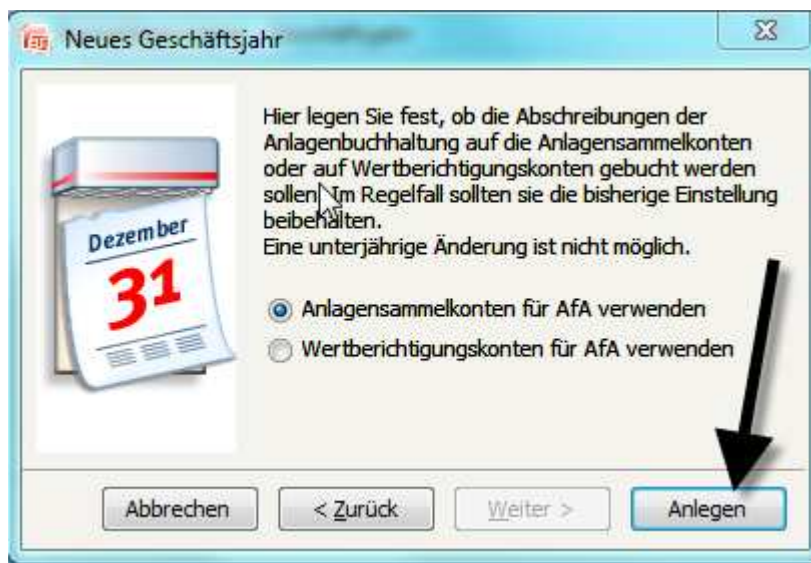 Neues Geschäftsjahr
Hier legen Sie fest, ob die Abschreibungen der
Anlagenbuchhaltung auf die Anlagensammelkonten
oder auf Wertberichtigungskonten gebucht werden
sollen. Im Regelfall sollten sie die bisherige Einstellung
beibehalten.
Eine unterjährige Änderung ist nicht möglich.
Dezember
31
Anlagensammelkonten für AfA verwenden
Wertberichtigungskonten für AfA verwenden
Abbrechen
< Zurück
Weiter >
Anlegen